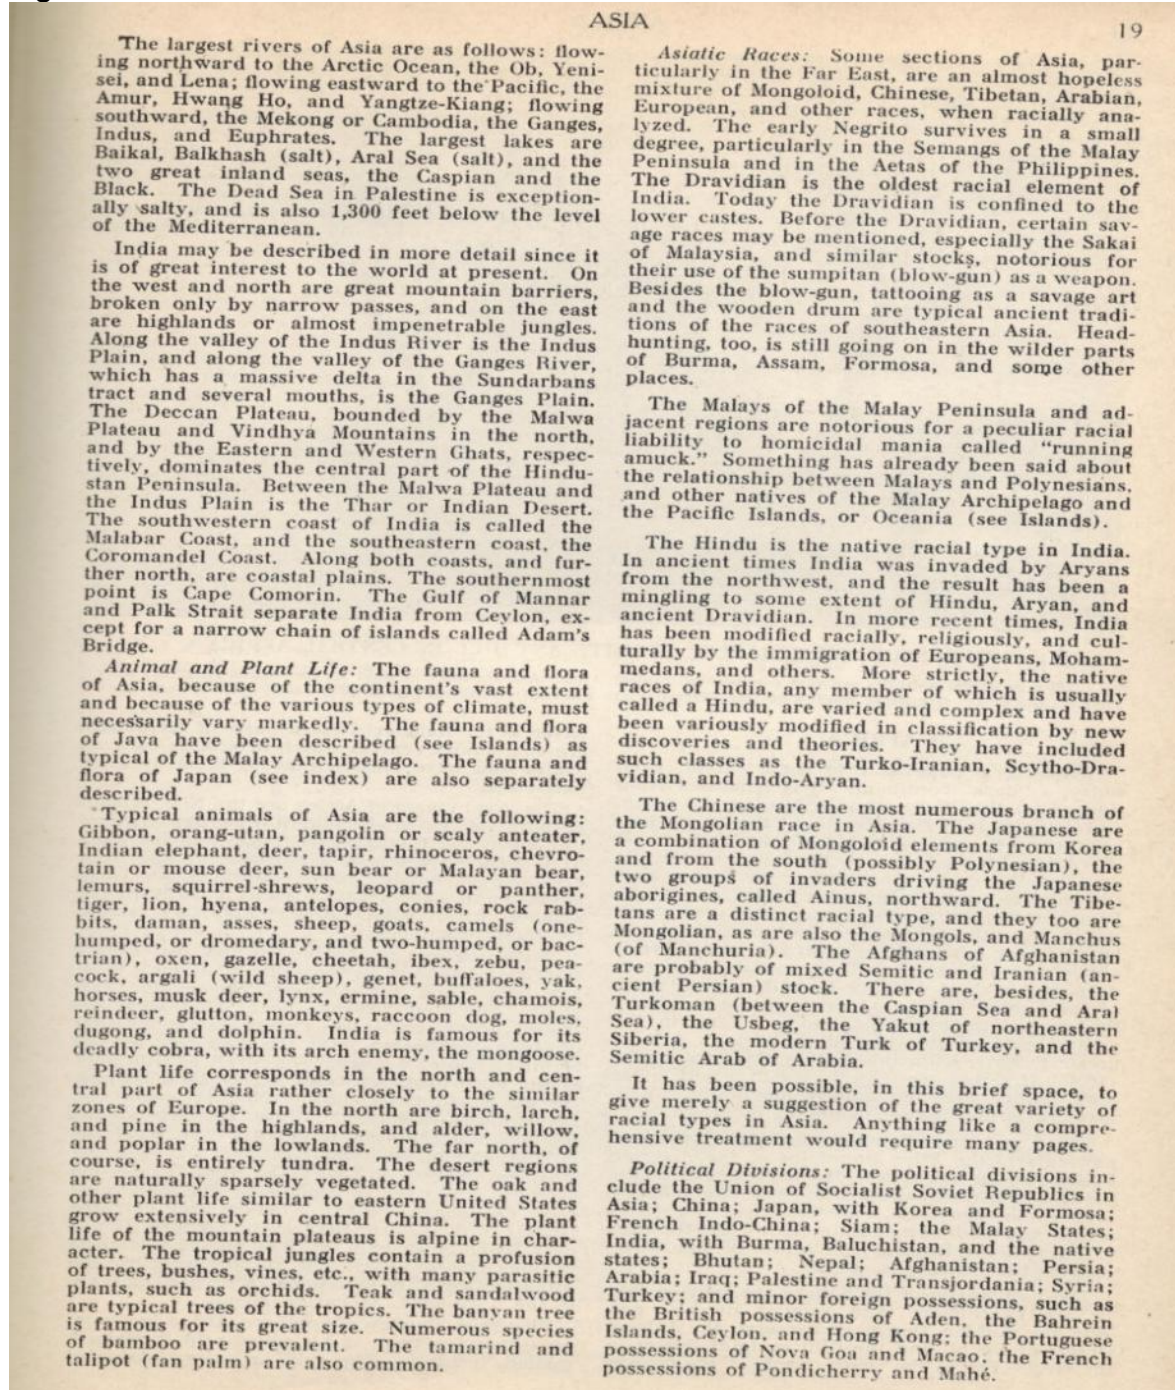 ASIA
19
The largest rivers of Asia are as follows: flow-
ing northward to the Arctic Ocean, the Ob, Yeni-
sei, and Lena; flowing eastward to the Pacific, the
Amur, Hwang Ho, and Yangtze-Kiang; flowing
southward, the Mekong or Cambodia, the Ganges,
Indus, and Euphrates. The largest lakes are
Baikal, Balkhash (salt), Aral Sea (salt), and the
two great inland seas, the Caspian and the
Black. The Dead Sea in Palestine is exception-
ally salty, and is also 1,300 feet below the level
of the Mediterranean.
India may be described in more detail since it
is of great interest to the world at present. On
the west and north are great mountain barriers,
broken only by narrow passes, and on the east
are highlands or almost impenetrable jungles.
Along the valley of the Indus River is the Indus
Plain, and along the valley of the Ganges River,
which has a massive delta in the Sundarbans
tract and several mouths, is the Ganges Plain.
The Deccan Plateau, bounded by the Malwa
Plateau and Vindhya Mountains in the north,
and by the Eastern and Western Ghats, respec-
tively, dominates the central part of the Hindu-
stan Peninsula. Between the Malwa Plateau and
the Indus Plain is the Thar or Indian Desert.
The southwestern coast of India is called the
Malabar Coast, and the southeastern coast, the
Coromandel Coast. Along both coasts, and fur-
ther north, are coastal plains. The southernmost
point is Cape Comorin. The Gulf of Mannar
and Palk Strait separate India from Ceylon, ex-
cept for a narrow chain of islands called Adam's
Bridge.
Animal and Plant Life: The fauna and flora
of Asia, because of the continent's vast extent
and because of the various types of climate, must
necessarily vary markedly. The fauna and flora
of Java have been described (see Islands) as
typical of the Malay Archipelago. The fauna and
flora of Japan (see index) are also separately
described.
Typical animals of Asia are the following:
Gibbon, orang-utan, pangolin or scaly anteater,
Indian elephant, deer, tapir, rhinoceros, chevro-
tain or mouse deer, sun bear or Malayan bear,
lemurs, squirrel-shrews, leopard or panther,
tiger, lion, hyena, antelopes, conies, rock rab-
bits, daman, asses, sheep, goats, camels (one-
humped, or dromedary, and two-humped, or bac-
trian), oxen, gazelle, cheetah, ibex, zebu, pea-
cock, argali (wild sheep), genet, buffaloes, yak,
horses, musk deer, lynx, ermine, sable, chamois,
reindeer, glutton, monkeys, raccoon dog, moles,
dugong, and dolphin. India is famous for its
deadly cobra, with its arch enemy, the mongoose.
Plant life corresponds in the north and cen-
tral part of Asia rather closely to the similar
zones of Europe. In the north are birch, larch,
and pine in the highlands, and alder, willow,
and poplar in the lowlands. The far north, of
course, is entirely tundra. The desert regions
are naturally sparsely vegetated. The oak and
other plant life similar to eastern United States
grow extensively in central China. The plant
life of the mountain plateaus is alpine in char-
acter. The tropical jungles contain a profusion
of trees, bushes, vines, etc., with many parasitic
plants, such as orchids. Teak and sandalwood
are typical trees of the tropics. The banyan tree
is famous for its great size. Numerous species
of bamboo are prevalent. The tamarind and
talipot (fan palm) are also common.
Asiatic Races: Some sections of Asia, par-
ticularly in the Far East, are an almost hopeless
mixture of Mongoloid, Chinese, Tibetan, Arabian,
European, and other races, when racially ana-
lyzed. The early Negrito survives in a small
degree, particularly in the Semangs of the Malay
Peninsula and in the Aetas of the Philippines.
The Dravidian is the oldest racial element of
India. Today the Dravidian is confined to the
lower castes. Before the Dravidian, certain sav-
age races may be mentioned, especially the Sakai
of Malaysia, and similar stocks, notorious for
their use of the sumpitan (blow-gun) as a weapon.
Besides the blow-gun, tattooing as a savage art
and the wooden drum are typical ancient tradi-
tions of the races of southeastern Asia. Head-
hunting, too, is still going on in the wilder parts
of Burma, Assam, Formosa, and some other
places.
The Malays of the Malay Peninsula and ad-
jacent regions are notorious for a peculiar racial
liability to homicidal mania called "running
amuck." Something has already been said about
the relationship between Malays and Polynesians,
and other natives of the Malay Archipelago and
the Pacific Islands, or Oceania (see Islands).
The Hindu is the native racial type in India.
In ancient times India was invaded by Aryans
from the northwest, and the result has been a
mingling to some extent of Hindu, Aryan, and
ancient Dravidian. In more recent times, India
has been modified racially, religiously, and cul-
turally by the immigration of Europeans, Moham-
medans, and others. More strictly, the native
races of India, any member of which is usually
called a Hindu, are varied and complex and have
been variously modified in classification by new
discoveries and theories. They have included
such classes as the Turko-Iranian, Scytho-Dra-
vidian, and Indo-Aryan.
The Chinese are the most numerous branch of
the Mongolian race in Asia. The Japanese are
a combination of Mongoloid elements from Korea
and from the south (possibly Polynesian), the
two groups of invaders driving the Japanese
aborigines, called Ainus, northward. The Tibe-
tans are a distinct racial type, and they too are
Mongolian, as are also the Mongols, and Manchus
(of Manchuria). The Afghans of Afghanistan
are probably of mixed Semitic and Iranian (an-
cient Persian) stock. There are, besides, the
Turkoman (between the Caspian Sea and Aral
Sea), the Usbeg, the Yakut of northeastern
Siberia, the modern Turk of Turkey, and the
Semitic Arab of Arabia.
It has been possible, in this brief space, to
give merely a suggestion of the great variety of
racial types in Asia. Anything like a compre-
hensive treatment would require many pages.
Political Divisions: The political divisions in-
clude the Union of Socialist Soviet Republics in
Asia; China; Japan, with Korea and Formosa;
French Indo-China; Siam; the Malay States;
India, with Burma, Baluchistan, and the native
states; Bhutan; Nepal; Afghanistan; Persia;
Arabia; Iraq; Palestine and Transjordania; Syria;
Turkey; and minor foreign possessions, such as
the British possessions of Aden, the Bahrein
Islands, Ceylon, and Hong Kong; the Portuguese
possessions of Nova Goa and Macao, the French
possessions of Pondicherry and Mahé.